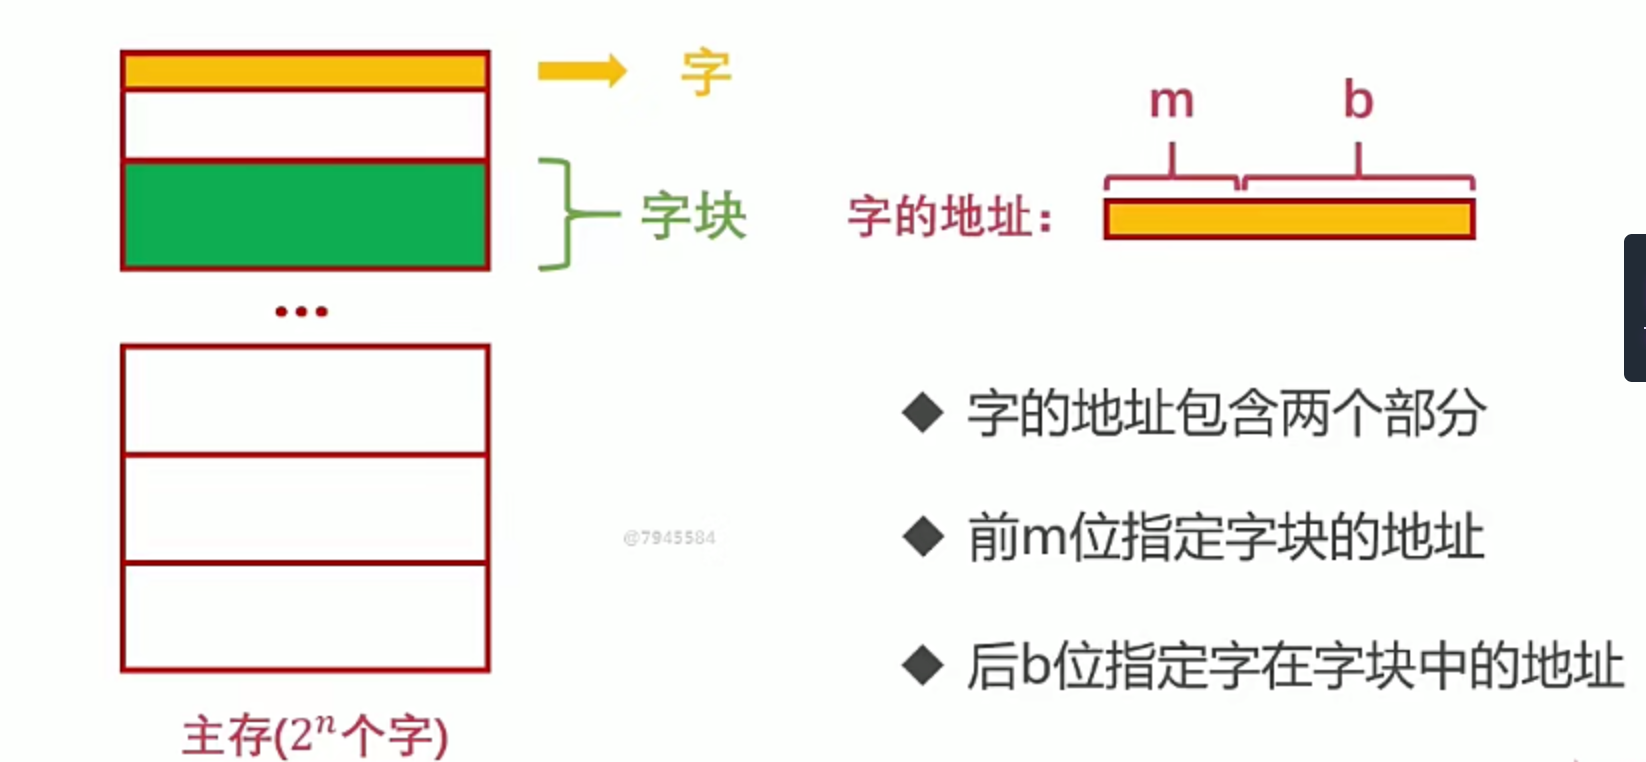 字
字块
主存(2ⁿ个字)
m b
字的地址：
字的地址包含两个部分
前m位指定字块的地址
后b位指定字在字块中的地址
@7945584